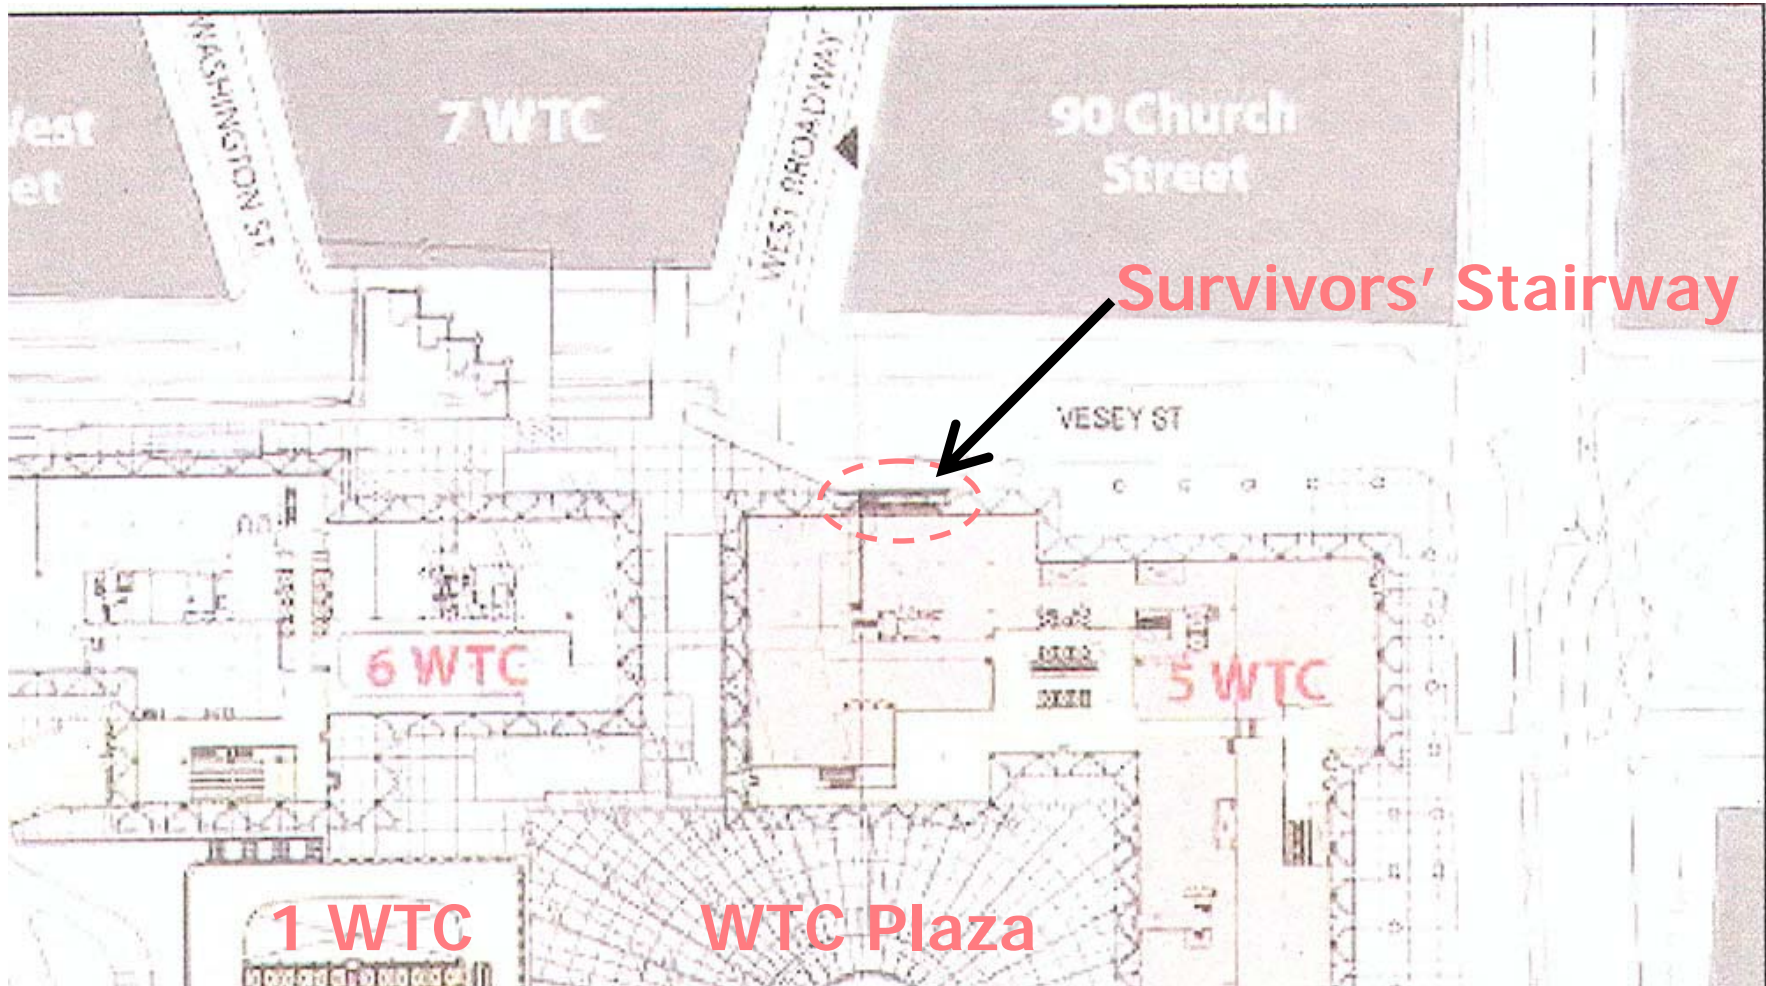 WASHINGTON ST
7 WTC
WEST BROADWAY
90 Church
Street
Survivors’ Stairway
VESEY ST
6 WTC
5 WTC
1 WTC
WTC Plaza